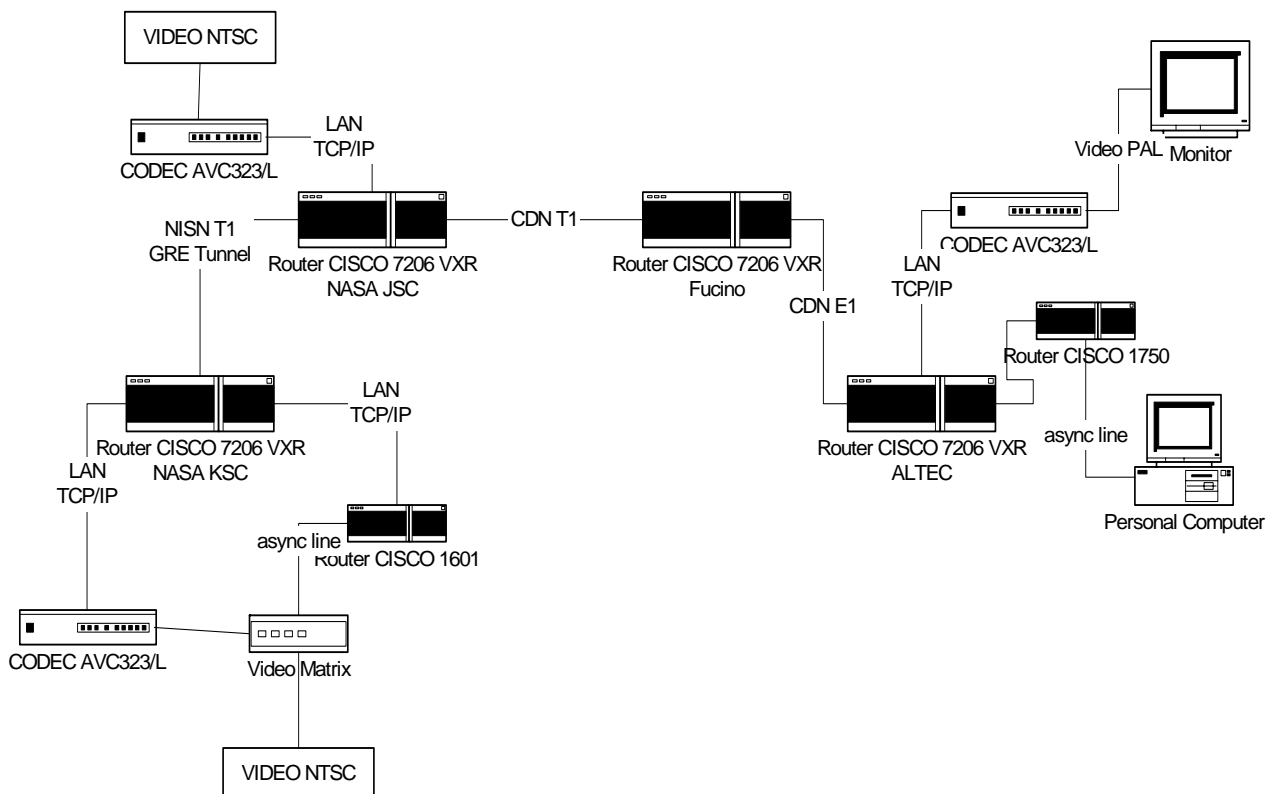 VIDEO NTSC
CODEC AVC323/L
LAN
TCP/IP
NISN T1
GRE Tunnel
Router CISCO 7206 VXR
NASA JSC
CDN T1
Router CISCO 7206 VXR
Fucino
CDN E1
Video PAL
Monitor
CODEC AVC323/L
LAN
TCP/IP
Router CISCO 1750
Router CISCO 7206 VXR
ALTEC
async line
Personal Computer
Router CISCO 7206 VXR
NASA KSC
LAN
TCP/IP
LAN
TCP/IP
async line
Router CISCO 1601
CODEC AVC323/L
Video Matrix
VIDEO NTSC